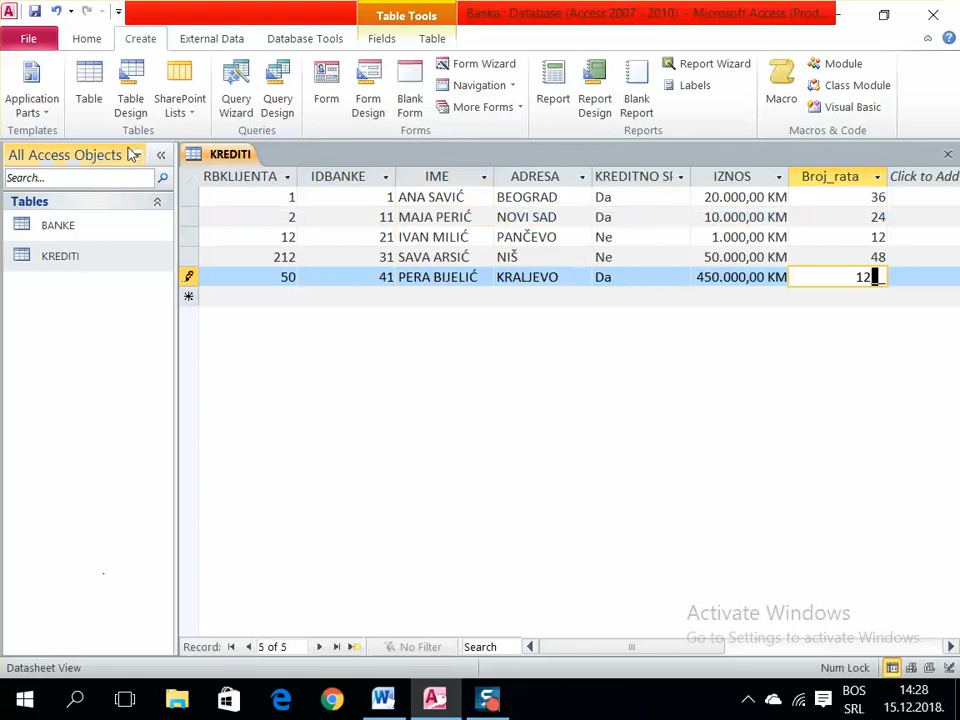 Table Tools
Banka : Database (Access 2007 - 2010) - Microsoft Access (Prod...
File
Home
Create
External Data
Database Tools
Fields
Table
Application Parts
Table
Table Design
SharePoint Lists
Query Wizard
Query Design
Form
Form Design
Blank Form
Form Wizard
Navigation
More Forms
Report
Report Design
Blank Report
Report Wizard
Labels
Macro
Module
Class Module
Visual Basic
Templates
Tables
Queries
Forms
Reports
Macros & Code
All Access Objects
Search...
Tables
BANKE
KREDITI
KREDITI
RBKLIJENTA IDBANKE IME ADRESA KREDITNO SP IZNOS Broj_rata Click to Add
1 1 ANA SAVIĆ BEOGRAD Da 20.000,00 KM 36
2 11 MAJA PERIĆ NOVI SAD Da 10.000,00 KM 24
12 21 IVAN MILIĆ PANČEVO Ne 1.000,00 KM 12
212 31 SAVA ARSIĆ NIŠ Ne 50.000,00 KM 48
50 41 PERA BIJELIĆ KRALJEVO Da 450.000,00 KM 12_
Activate Windows
Go to Settings to activate Windows.
Record: 5 of 5 No Filter Search
Datasheet View
Num Lock
BOS
SRL
14:28
15.12.2018.